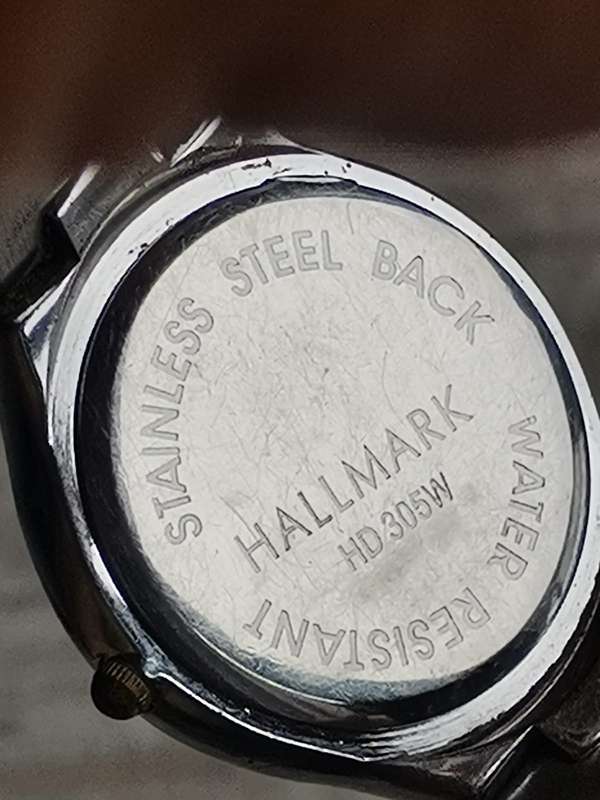 STAINLESS STEEL BACK
HALLMARK
HD305W
WATER RESISTANT